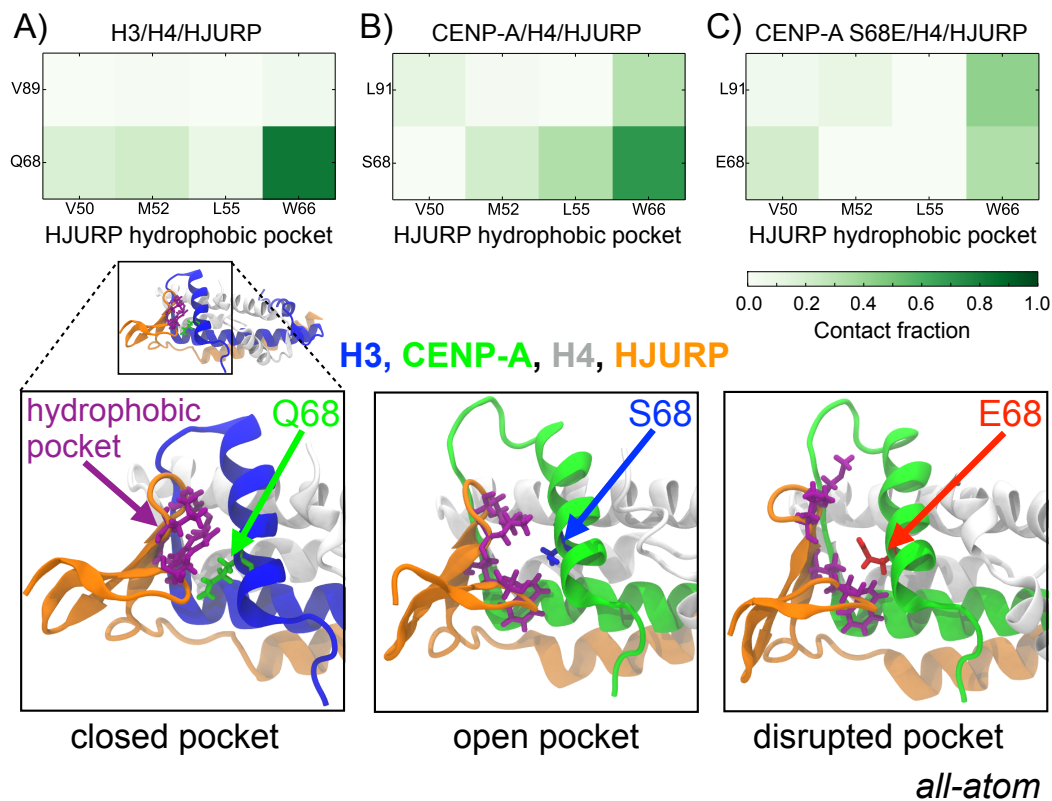 A)
H3/H4/HJURP
V89
Q68
V50 M52 L55 W66
HJURP hydrophobic pocket
B)
CENP-A/H4/HJURP
L91
S68
V50 M52 L55 W66
HJURP hydrophobic pocket
C)
CENP-A S68E/H4/HJURP
L91
E68
V50 M52 L55 W66
HJURP hydrophobic pocket
0.0 0.2 0.4 0.6 0.8 1.0
Contact fraction
H3, CENP-A, H4, HJURP
hydrophobic
pocket
Q68
closed pocket
S68
open pocket
E68
disrupted pocket
all-atom